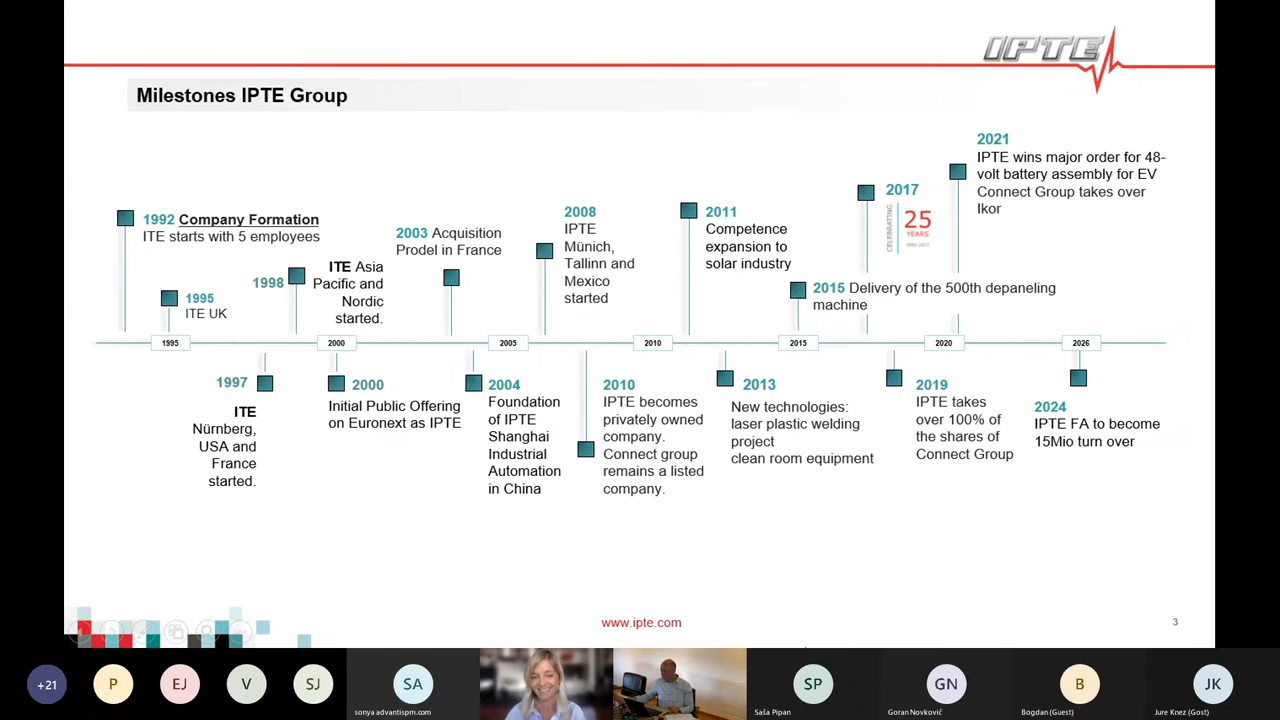 IPTE
Milestones IPTE Group
2021
IPTE wins major order for 48-
volt battery assembly for EV
Connect Group takes over
Ikor
2017
CELEBRATING
25
YEARS
1992 Company Formation
ITE starts with 5 employees
1995
ITE UK
1998
ITE Asia
Pacific and
Nordic
started.
2003 Acquisition
Prodel in France
2008
IPTE
Münich,
Tallinn and
Mexico
started
2011
Competence
expansion to
solar industry
2015 Delivery of the 500th depaneling
machine
1995
2000
2005
2010
2015
2020
2026
1997
ITE
Nürnberg,
USA and
France
started.
2000
Initial Public Offering
on Euronext as IPTE
2004
Foundation
of IPTE
Shanghai
Industrial
Automation
in China
2010
IPTE becomes
privately owned
company.
Connect group
remains a listed
company.
2013
New technologies:
laser plastic welding
project
clean room equipment
2019
IPTE takes
over 100% of
the shares of
Connect Group
2024
IPTE FA to become
15Mio turn over
www.ipte.com
3
+21
P
EJ
V
SJ
SA
sonya advantispm.com
SP
Saša Pipan
GN
Goran Novković
B
Bogdan (Guest)
JK
Jure Knez (Gost)